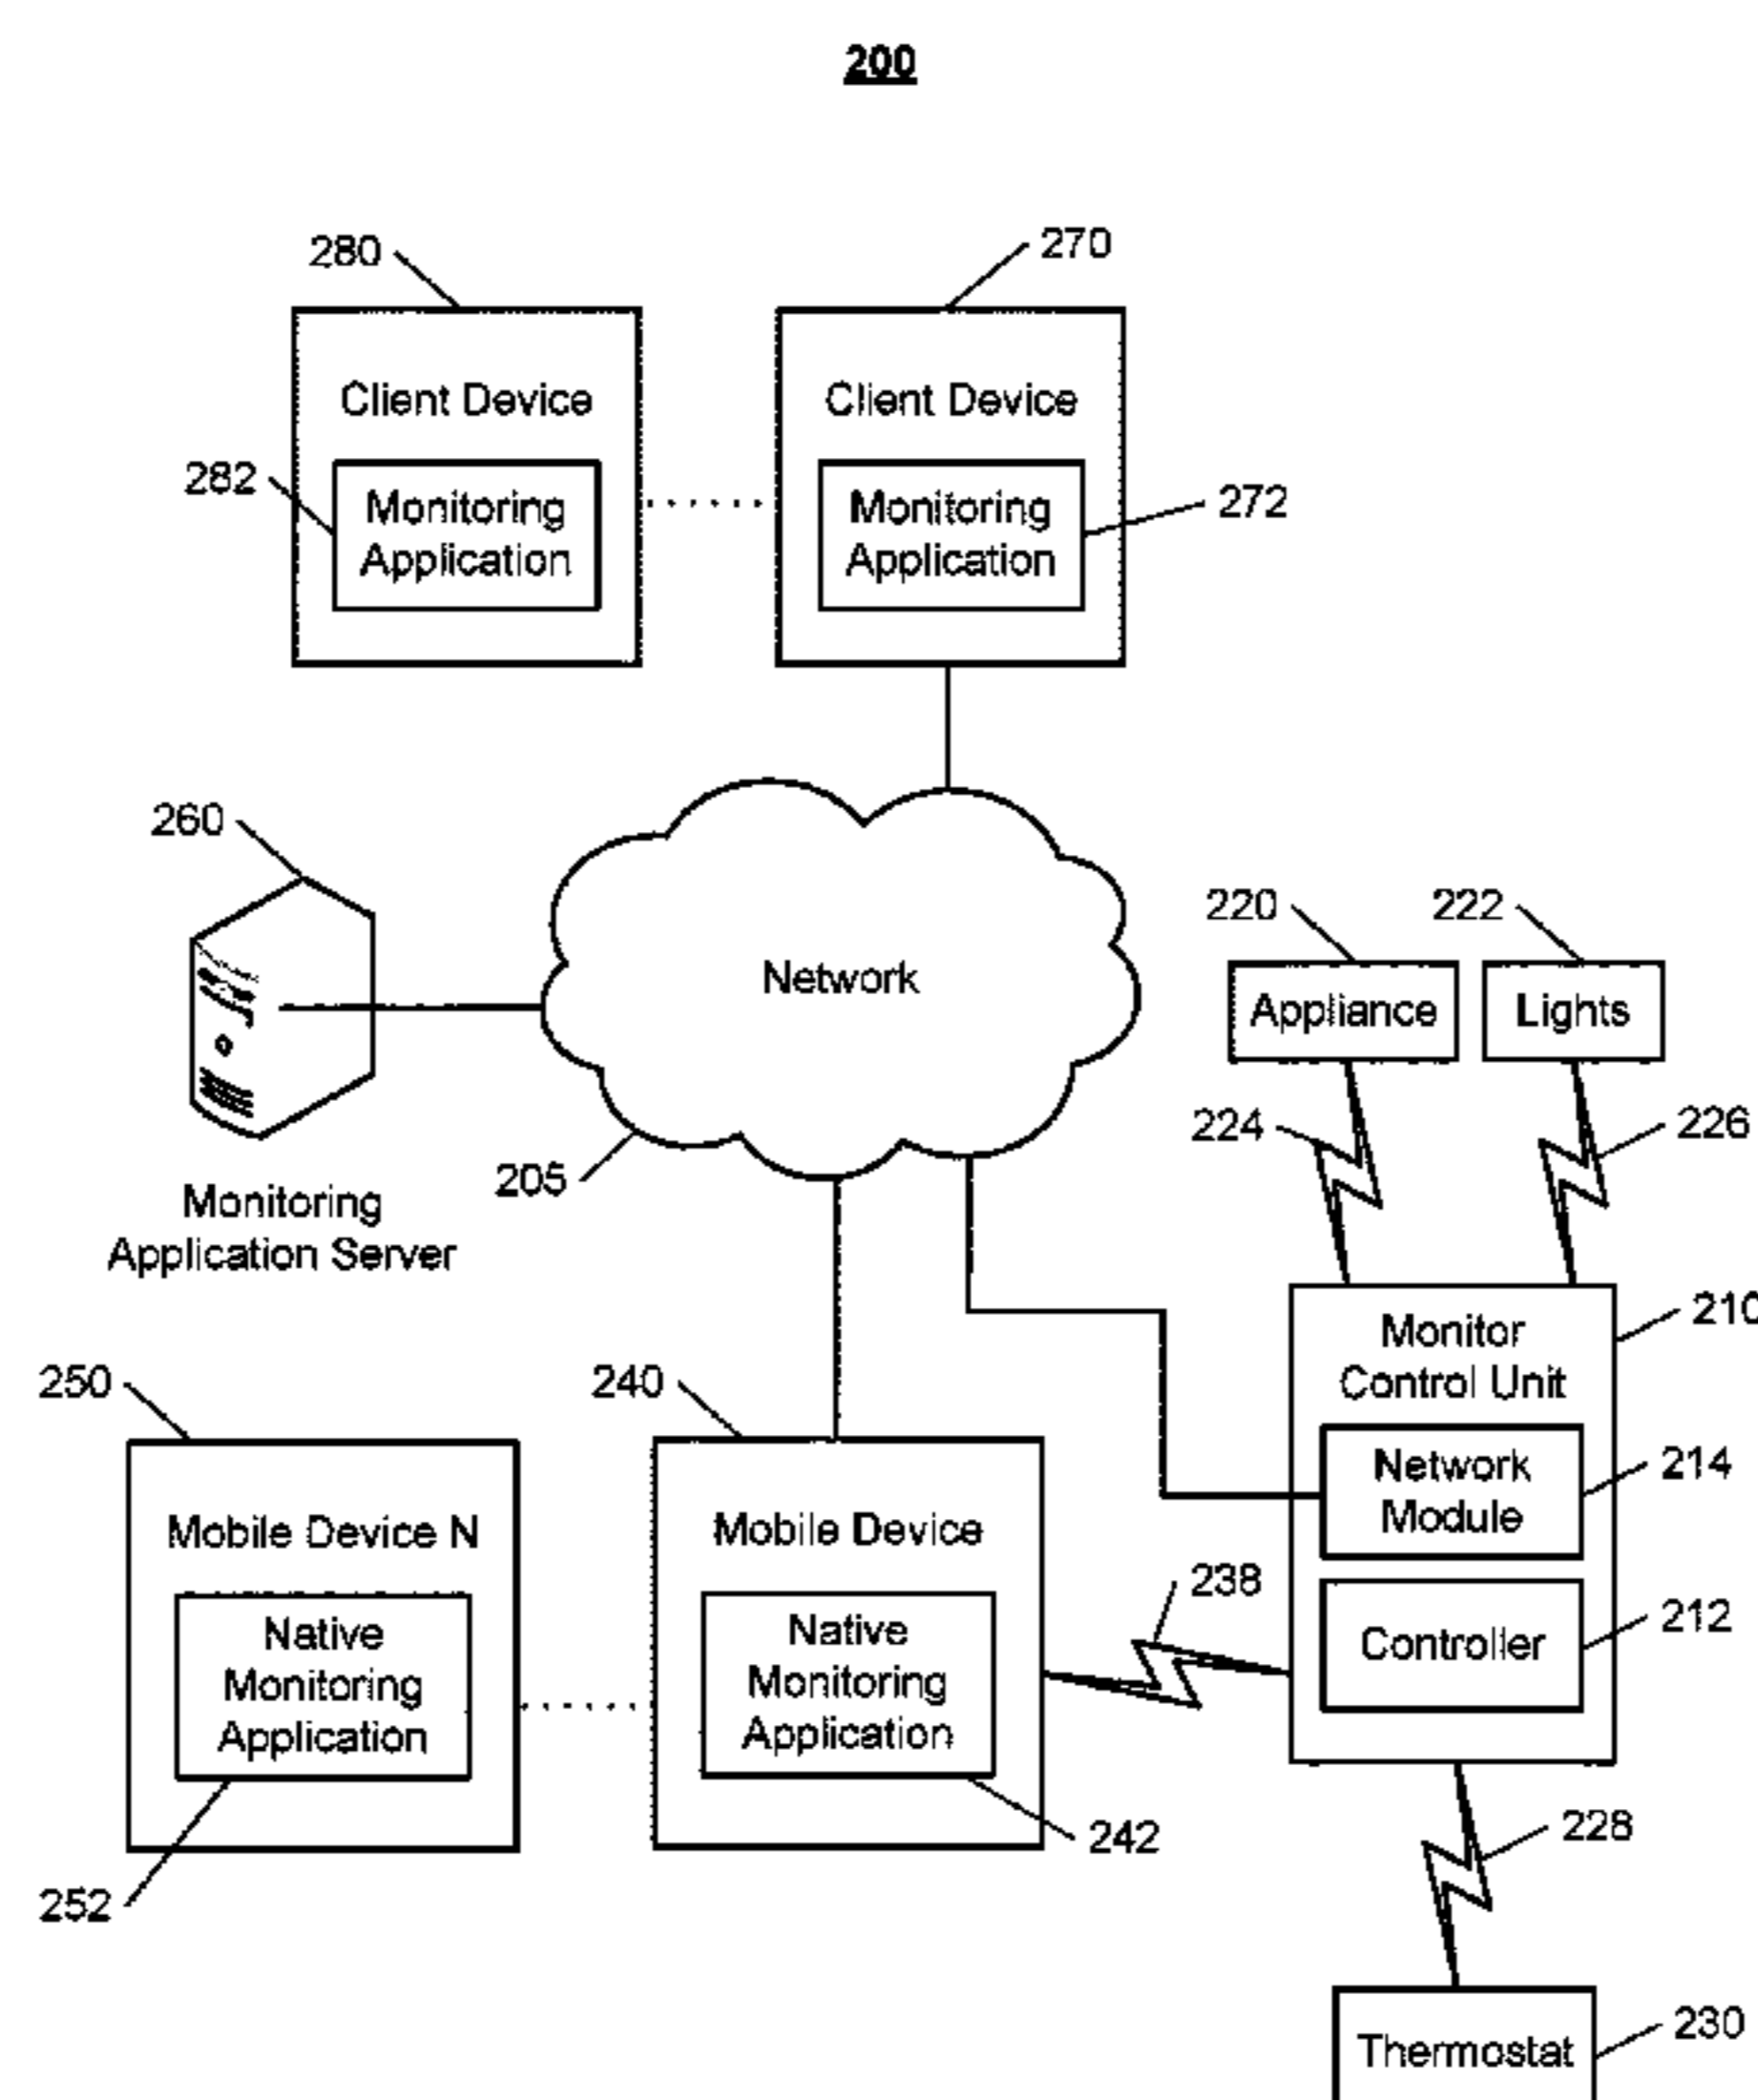 200
280
270
Client Device
Client Device
282
Monitoring
Application
Monitoring
Application
272
260
Network
220
222
Appliance
Lights
224
226
205
Monitoring
Application Server
210
Monitor
Control Unit
250
240
Network
Module
214
Mobile Device N
Mobile Device
238
212
Controller
Native
Monitoring
Application
Native
Monitoring
Application
242
228
252
230
Thermostat